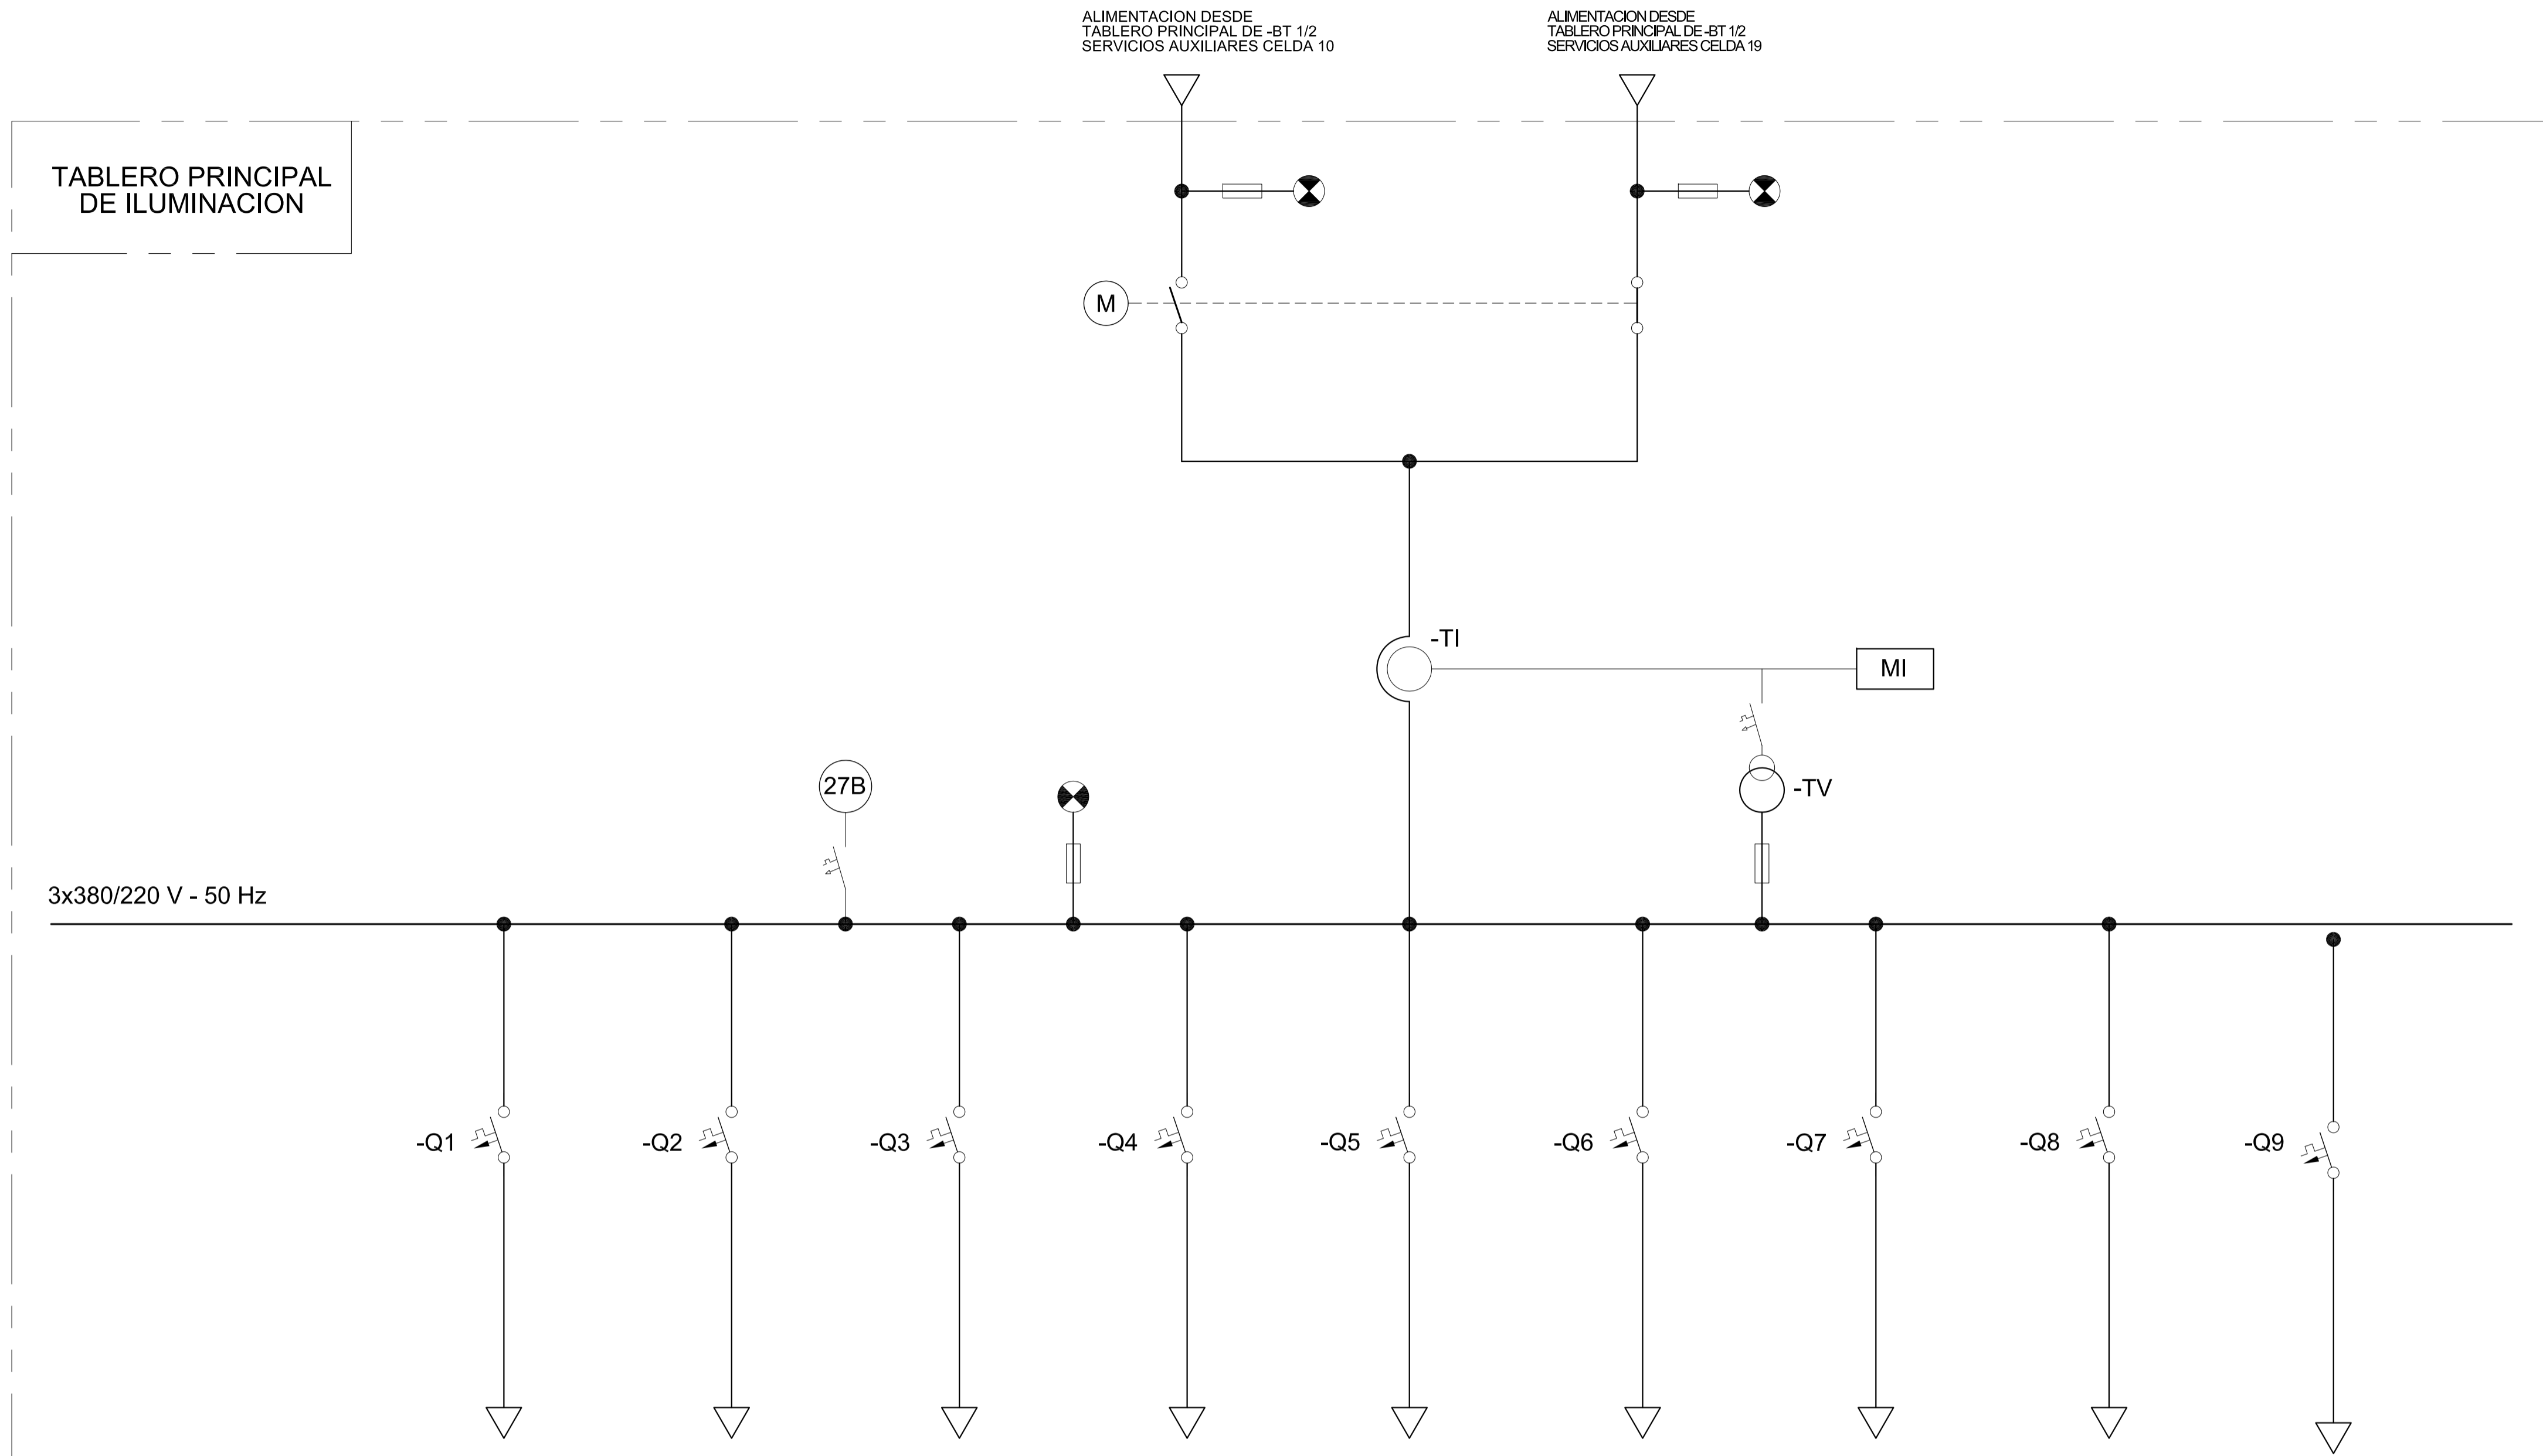 ALIMENTACION DESDE
TABLERO PRINCIPAL DE -BT 1/2
SERVICIOS AUXILIARES CELDA 10
ALIMENTACION DESDE
TABLERO PRINCIPAL DE -BT 1/2
SERVICIOS AUXILIARES CELDA 19
TABLERO PRINCIPAL
DE ILUMINACION
M
-TI
MI
27B
-TV
3x380/220 V - 50 Hz
-Q1
-Q2
-Q3
-Q4
-Q5
-Q6
-Q7
-Q8
-Q9